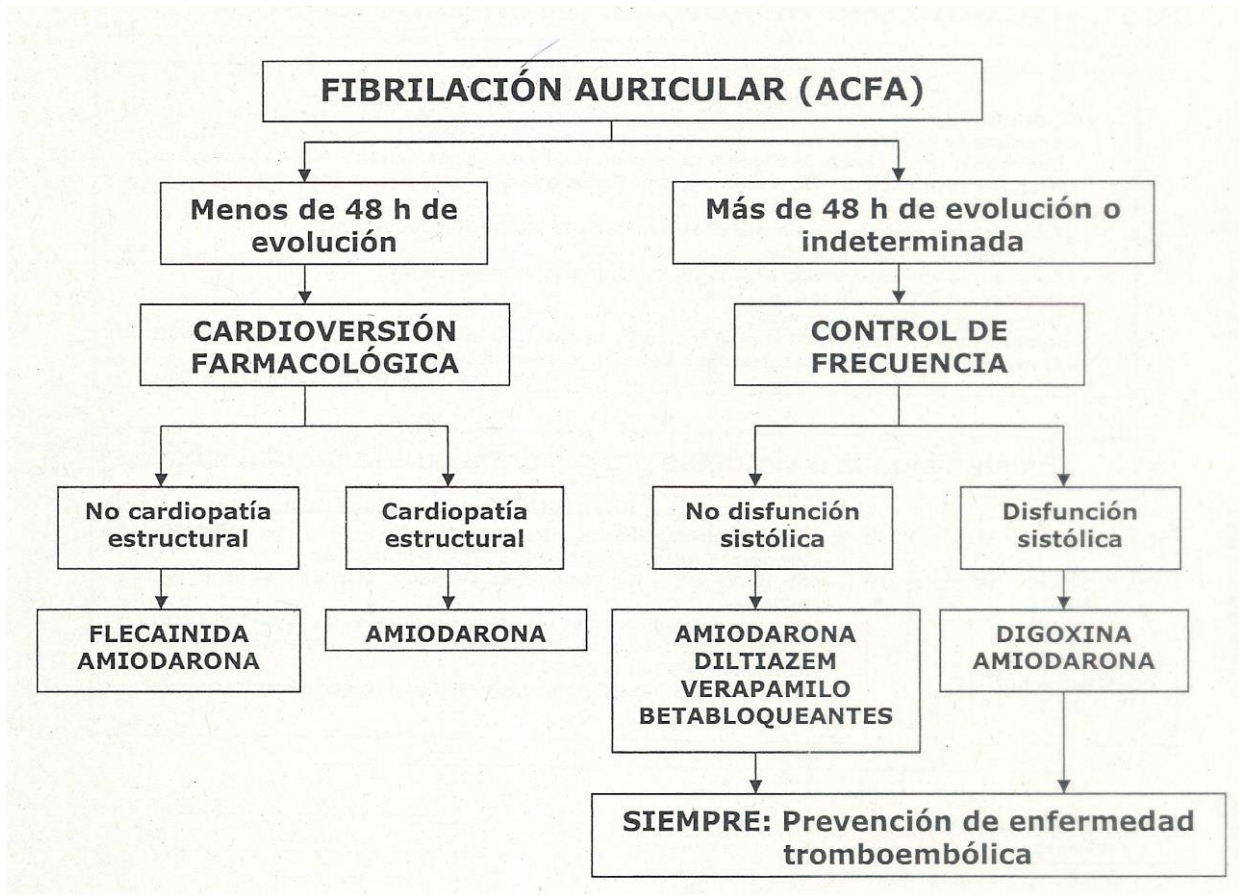 FIBRILACIÓN AURICULAR (ACFA)
Menos de 48 h de
evolución
Más de 48 h de evolución o
indeterminada
CARDIOVERSIÓN
FARMACOLÓGICA
CONTROL DE
FRECUENCIA
No cardiopatía
estructural
Cardiopatía
estructural
No disfunción
sistólica
Disfunción
sistólica
FLECAINIDA
AMIODARONA
AMIODARONA
AMIODARONA
DILTIAZEM
VERAPAMILO
BETABLOQUEANTES
DIGOXINA
AMIODARONA
SIEMPRE: Prevención de enfermedad
tromboembólica